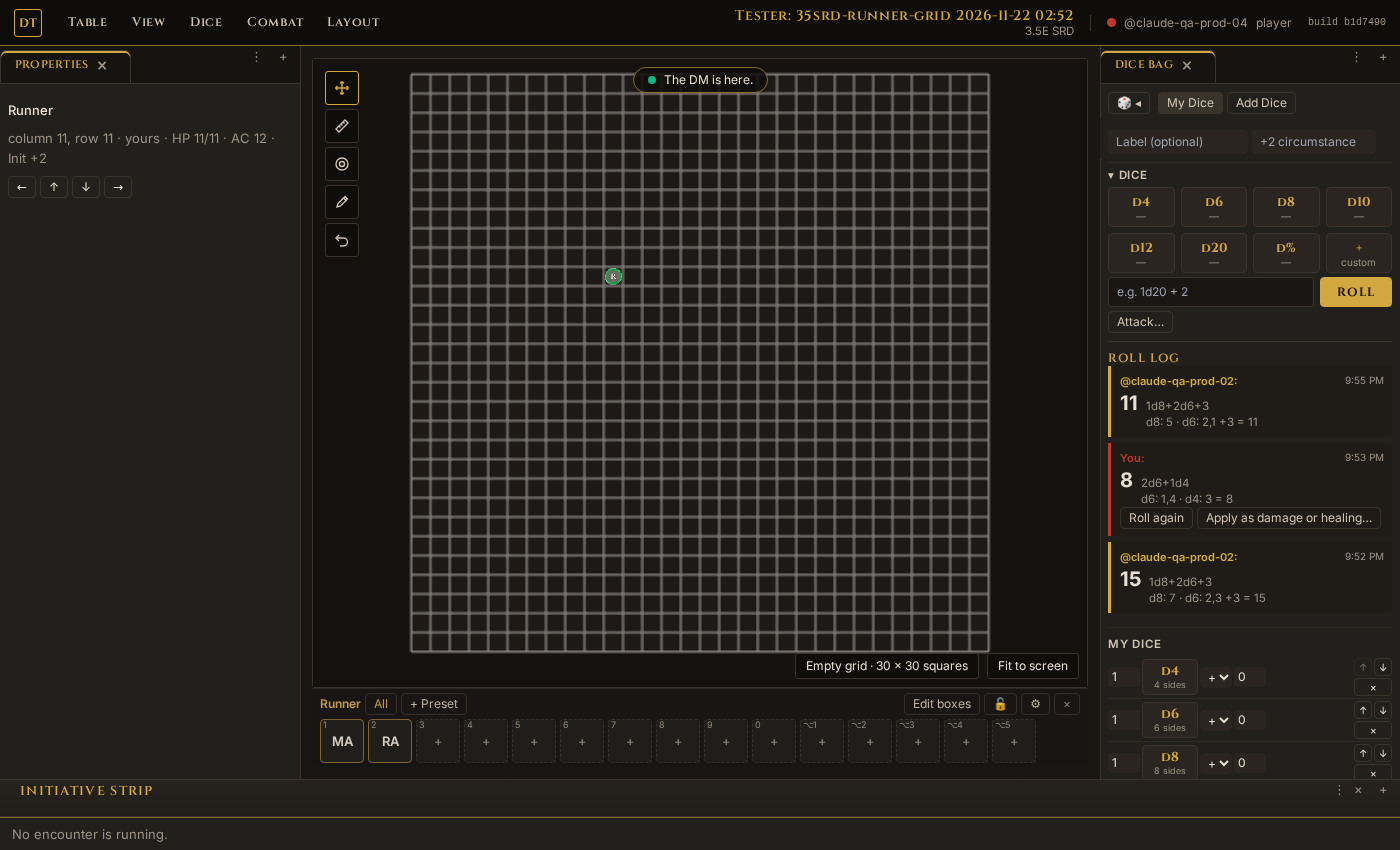 DT TABLE VIEW DICE COMBAT LAYOUT
TESTER: 35SRD-RUNNER-GRID 2026-11-22 02:52
3.5E SRD
@claude-qa-prod-04 player build b1d7490
PROPERTIES ×
Runner
column 11, row 11 · yours · HP 11/11 · AC 12 ·
Init +2
← ↑ ↓ →
The DM is here.
R
Empty grid · 30 × 30 squares
Fit to screen
Runner All + Preset Edit boxes ×
1 2 3 4 5 6 7 8 9 0 ⌥1 ⌥2 ⌥3 ⌥4 ⌥5
MA RA + + + + + + + + + + + + +
DICE BAG ×
My Dice Add Dice
Label (optional) +2 circumstance
▾ DICE
D4 D6 D8 D10
— — — —
D12 D20 D% +
— — — custom
e.g. 1d20 + 2 ROLL
Attack...
ROLL LOG
@claude-qa-prod-02: 9:55 PM
11 1d8+2d6+3
d8: 5 · d6: 2,1 +3 = 11
You: 9:53 PM
8 2d6+1d4
d6: 1,4 · d4: 3 = 8
Roll again Apply as damage or healing...
@claude-qa-prod-02: 9:52 PM
15 1d8+2d6+3
d8: 7 · d6: 2,3 +3 = 15
MY DICE
1 D4 + 0 ↑ ↓
4 sides ×
1 D6 + 0 ↑ ↓
6 sides ×
1 D8 + 0 ↑ ↓
8 sides ×
INITIATIVE STRIP ⋮ × +
No encounter is running.